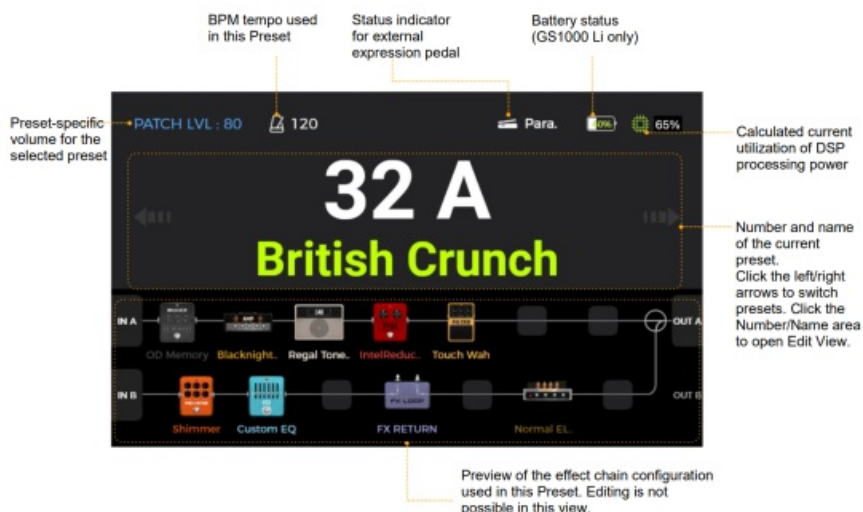 BPM tempo used
in this Preset
Status indicator
for external
expression pedal
Battery status
(GS1000 Li only)
Preset-specific
volume for the
selected preset
PATCH LVL : 80
120
Para.
65%
Calculated current
utilization of DSP
processing power
32 A
British Crunch
Number and name
of the current
preset.
Click the left/right
arrows to switch
presets. Click the
Number/Name area
to open Edit View.
IN A
OUT A
OD Memory
Blacknight..
Regal Tone..
IntelReduc..
Touch Wah
IN B
FX LOOP
OUT B
Shimmer
Custom EQ
FX RETURN
Normal EL..
Preview of the effect chain configuration
used in this Preset. Editing is not
possible in this view.